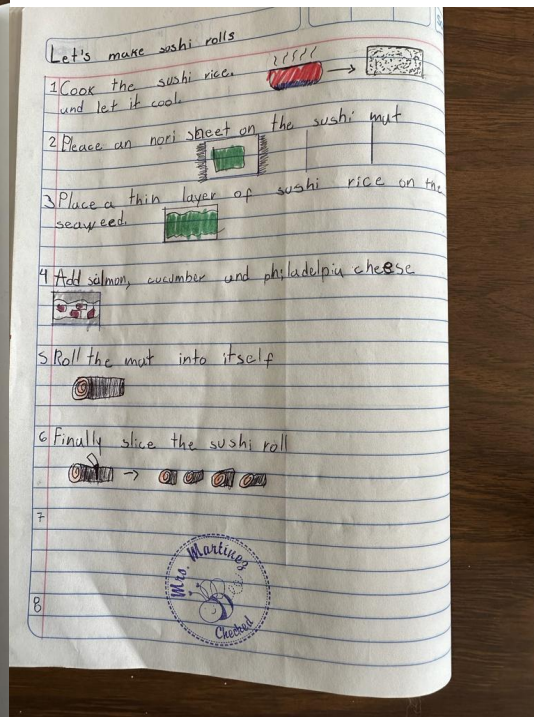 Let's make sushi rolls
1 Cook the sushi rice.
und let it cool.
2 Pleace an nori sheet on the sushi mat
3 Place a thin layer of sushi rice on the
seaweed.
4 Add salmon, cucumber and philadelpia cheese
5 Roll the mat into itself
6 Finally slice the sushi roll
7
8
Mrs. Martinez
Checked